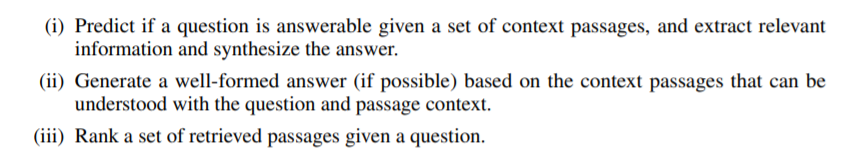 (i) Predict if a question is answerable given a set of context passages, and extract relevant
information and synthesize the answer.
(ii) Generate a well-formed answer (if possible) based on the context passages that can be
understood with the question and passage context.
(iii) Rank a set of retrieved passages given a question.